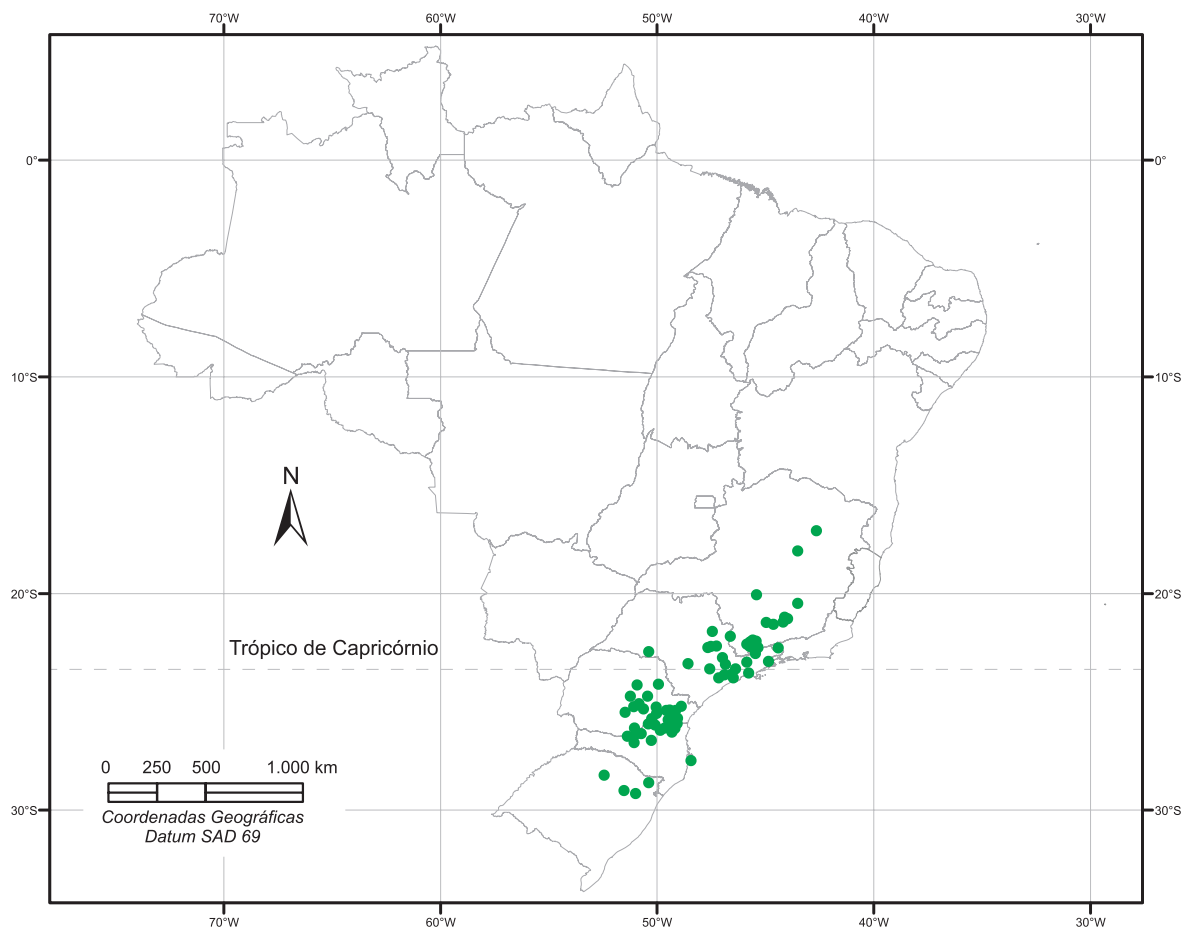 70°W 60°W 50°W 40°W 30°W
0° 0°
10°S 10°S
N
20°S 20°S
Trópico de Capricórnio
0 250 500 1.000 km
30°S 30°S
Coordenadas Geográficas
Datum SAD 69
70°W 60°W 50°W 40°W 30°W